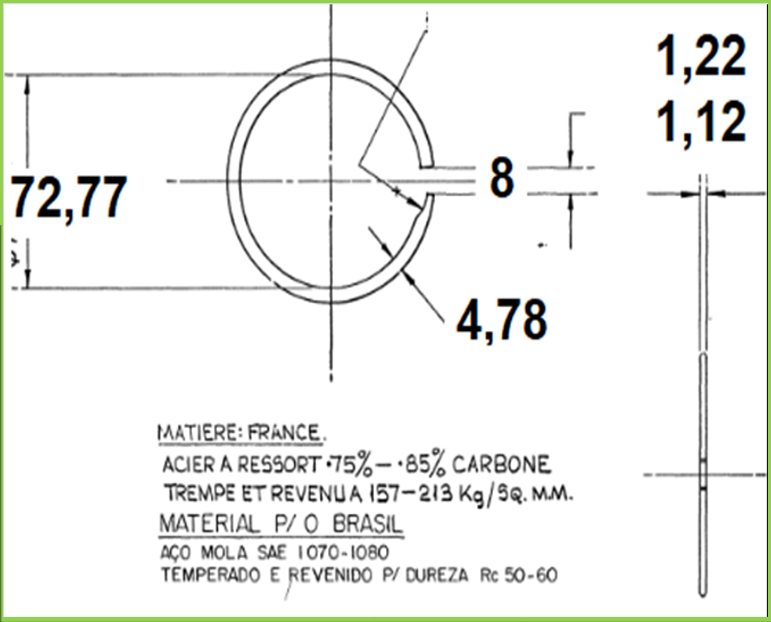 1,22
1,12
72,77
8
4,78
MATIERE: FRANCE.
ACIER A RESSORT ·75%–·85% CARBONE
TREMPE ET REVENU A 157–213 Kg/SQ. M.M.
MATERIAL P/ O BRASIL
AÇO MOLA SAE 1070-1080
TEMPERADO E REVENIDO P/ DUREZA Rc 50-60